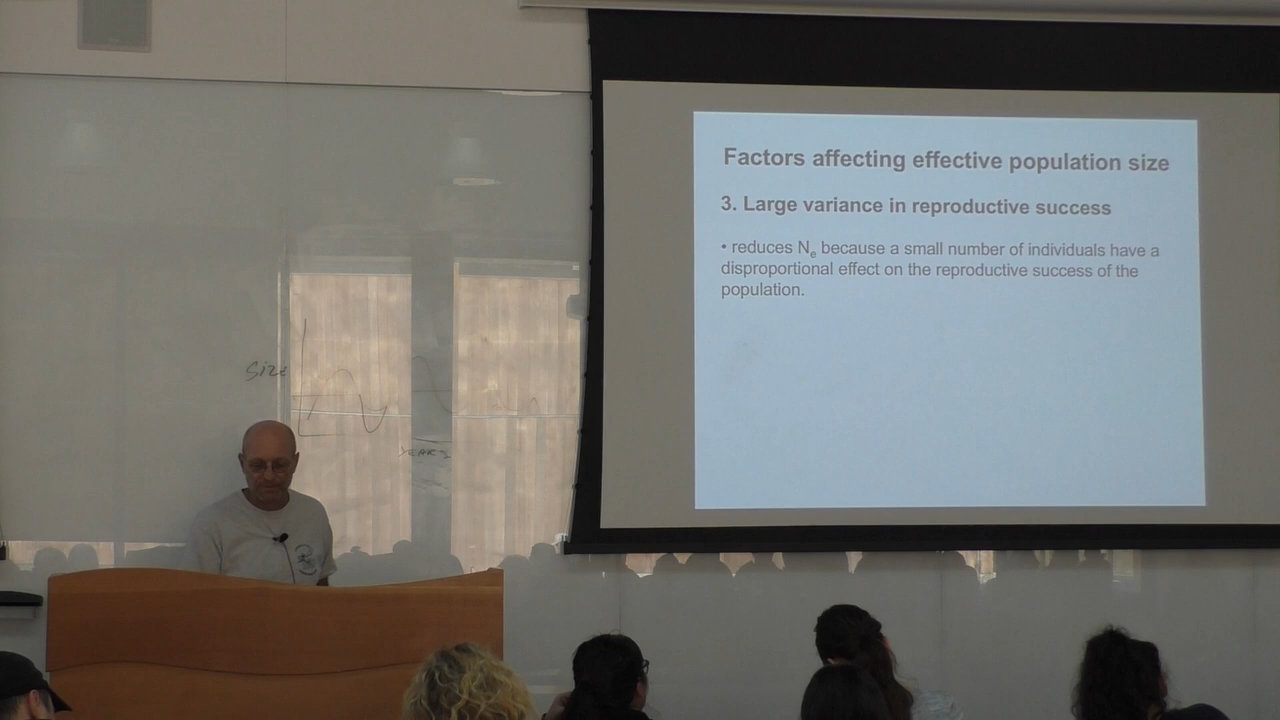 Factors affecting effective population size
3. Large variance in reproductive success
• reduces Ne because a small number of individuals have a
disproportional effect on the reproductive success of the
population.
SIZE
YEARS